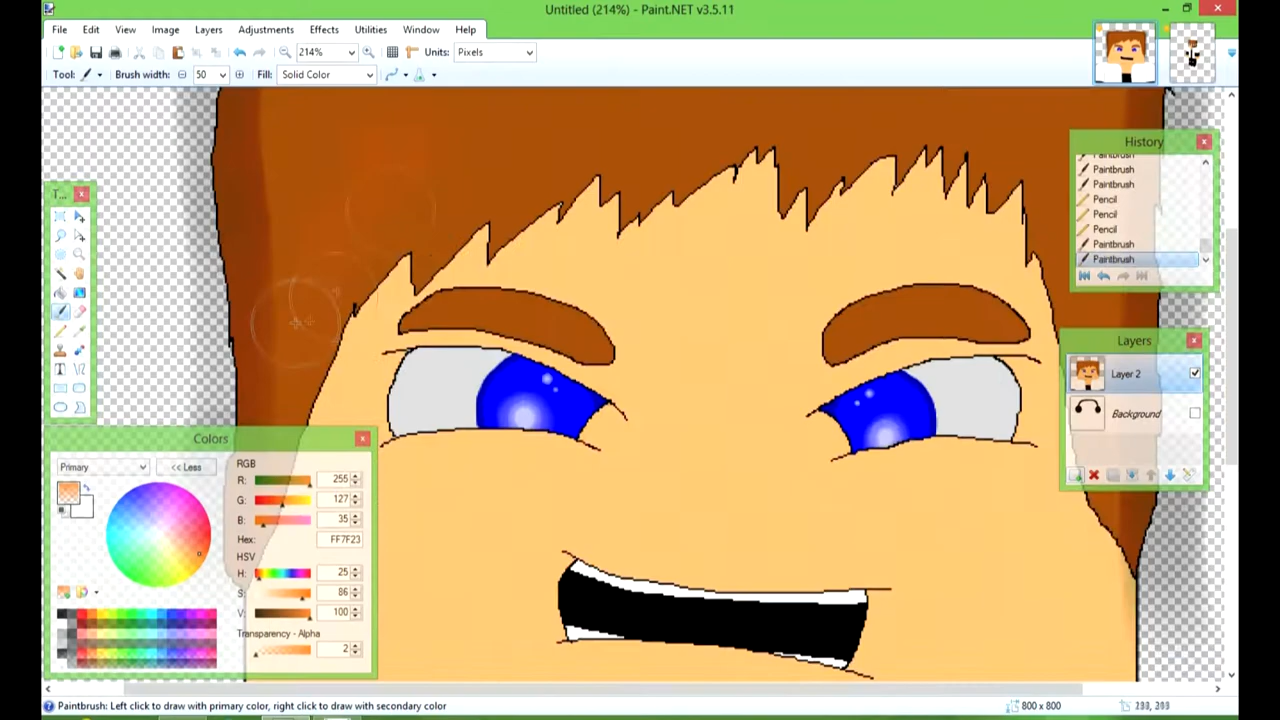 Untitled (214%) - Paint.NET v3.5.11
File Edit View Image Layers Adjustments Effects Utilities Window Help
214% Units: Pixels
Tool: Brush width: 50 Fill: Solid Color
History
Paintbrush
Paintbrush
Paintbrush
Pencil
Pencil
Pencil
Paintbrush
Paintbrush
T...
Layers
Layer 2
Background
Colors
Primary << Less
RGB
R: 255
G: 127
B: 35
Hex: FF7F23
HSV
H: 25
S: 86
V: 100
Transparency - Alpha
2
Paintbrush: Left click to draw with primary color, right click to draw with secondary color
800 x 800